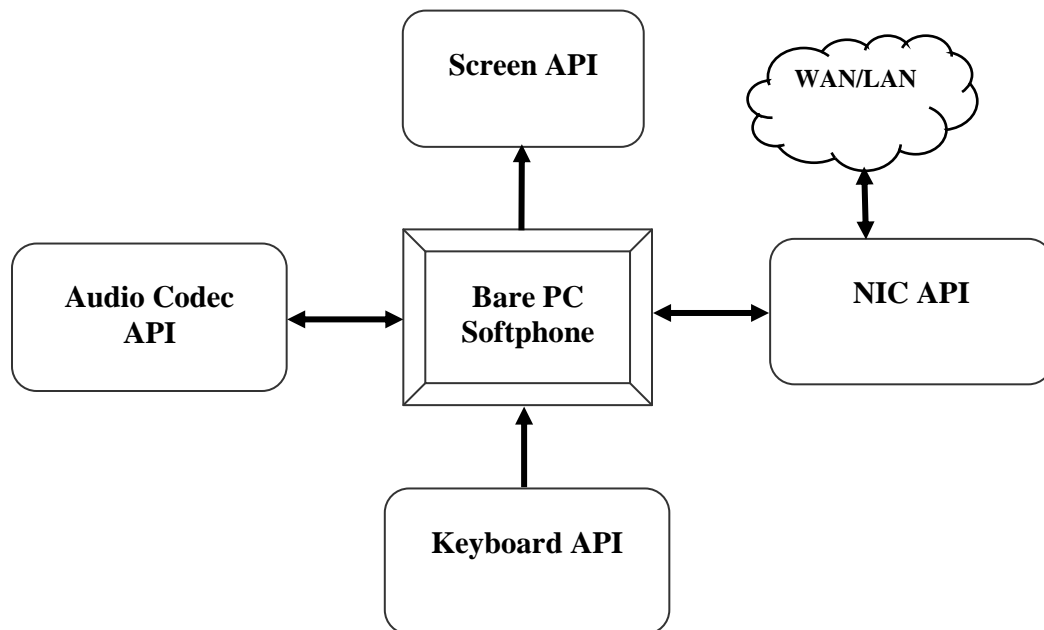 Screen API
WAN/LAN
Audio Codec
API
Bare PC
Softphone
NIC API
Keyboard API